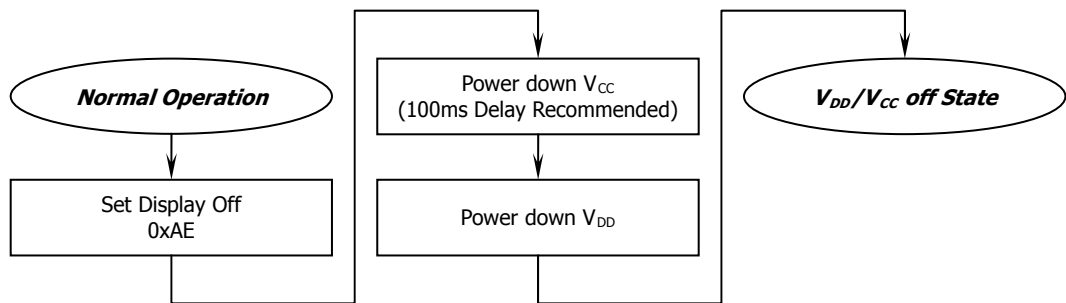 Normal Operation
Set Display Off
0xAE
Power down VCC
(100ms Delay Recommended)
Power down VDD
VDD/VCC off State